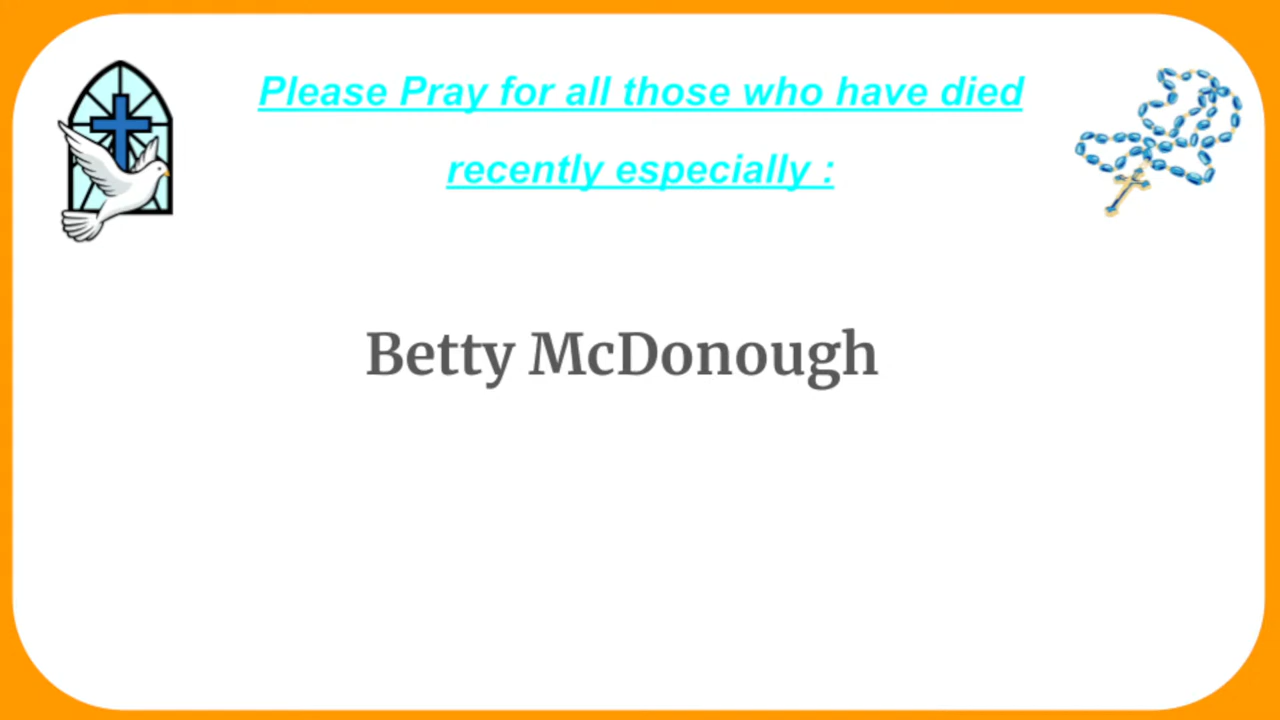 Please Pray for all those who have died
recently especially :
Betty McDonough